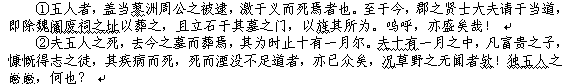 ①五人者,盖当蓼洲周公之被逮,激于义而死焉者也。至于今,郡之贤士大夫请于当道,
即除魏阉废祠之址以葬之,且立石于其墓之门,以旌其所为。呜呼,亦盛矣哉!
②夫五人之死,去今之墓而葬焉,其为时止十有一月尔。夫十有一月之中,凡富贵之子,
慷慨得志之徒,其疾病而死,死而湮没不足道者,亦已众矣,况草野之无闻者欤!独五人之
皦皦,何也?